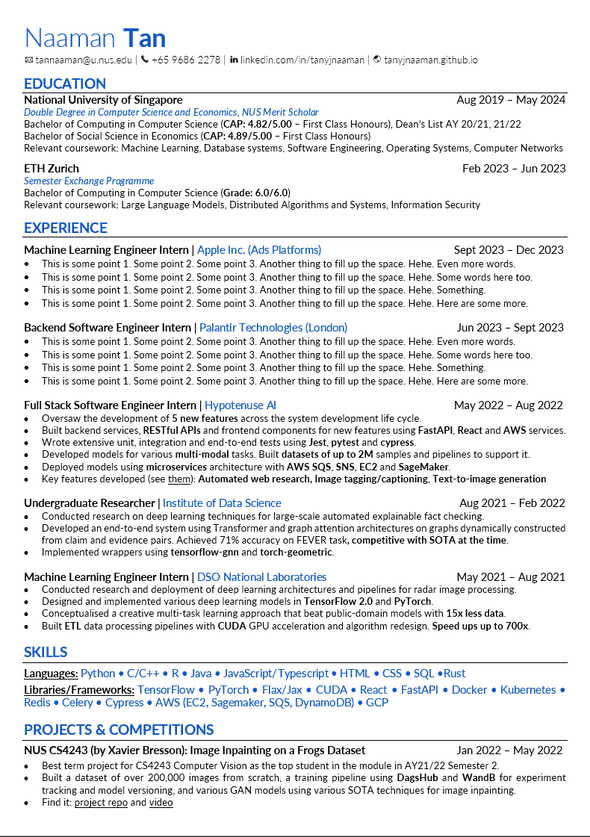 Naaman Tan
tannaaman@u.nus.edu | +65 9686 2278 | linkedin.com/in/tanyjnaaman | tanyjnaaman.github.io
EDUCATION
National University of Singapore Aug 2019 – May 2024
Double Degree in Computer Science and Economics, NUS Merit Scholar
Bachelor of Computing in Computer Science (CAP: 4.82/5.00 – First Class Honours), Dean's List AY 20/21, 21/22
Bachelor of Social Science in Economics (CAP: 4.89/5.00 – First Class Honours)
Relevant coursework: Machine Learning, Database systems, Software Engineering, Operating Systems, Computer Networks
ETH Zurich Feb 2023 – Jun 2023
Semester Exchange Programme
Bachelor of Computing in Computer Science (Grade: 6.0/6.0)
Relevant coursework: Large Language Models, Distributed Algorithms and Systems, Information Security
EXPERIENCE
Machine Learning Engineer Intern | Apple Inc. (Ads Platforms) Sept 2023 – Dec 2023
• This is some point 1. Some point 2. Some point 3. Another thing to fill up the space. Hehe. Even more words.
• This is some point 1. Some point 2. Some point 3. Another thing to fill up the space. Hehe. Some words here too.
• This is some point 1. Some point 2. Some point 3. Another thing to fill up the space. Hehe. Something.
• This is some point 1. Some point 2. Some point 3. Another thing to fill up the space. Hehe. Here are some more.
Backend Software Engineer Intern | Palantir Technologies (London) Jun 2023 – Sept 2023
• This is some point 1. Some point 2. Some point 3. Another thing to fill up the space. Hehe. Even more words.
• This is some point 1. Some point 2. Some point 3. Another thing to fill up the space. Hehe. Some words here too.
• This is some point 1. Some point 2. Some point 3. Another thing to fill up the space. Hehe. Something.
• This is some point 1. Some point 2. Some point 3. Another thing to fill up the space. Hehe. Here are some more.
Full Stack Software Engineer Intern | Hypotenuse AI May 2022 – Aug 2022
• Oversaw the development of 5 new features across the system development life cycle.
• Built backend services, RESTful APIs and frontend components for new features using FastAPI, React and AWS services.
• Wrote extensive unit, integration and end-to-end tests using Jest, pytest and cypress.
• Developed models for various multi-modal tasks. Built datasets of up to 2M samples and pipelines to support it.
• Deployed models using microservices architecture with AWS SQS, SNS, EC2 and SageMaker.
• Key features developed (see them): Automated web research, Image tagging/captioning, Text-to-image generation
Undergraduate Researcher | Institute of Data Science Aug 2021 – Feb 2022
• Conducted research on deep learning techniques for large-scale automated explainable fact checking.
• Developed an end-to-end system using Transformer and graph attention architectures on graphs dynamically constructed
from claim and evidence pairs. Achieved 71% accuracy on FEVER task, competitive with SOTA at the time.
• Implemented wrappers using tensorflow-gnn and torch-geometric.
Machine Learning Engineer Intern | DSO National Laboratories May 2021 – Aug 2021
• Conducted research and deployment of deep learning architectures and pipelines for radar image processing.
• Designed and implemented various deep learning models in TensorFlow 2.0 and PyTorch.
• Conceptualised a creative multi-task learning approach that beat public-domain models with 15x less data.
• Built ETL data processing pipelines with CUDA GPU acceleration and algorithm redesign. Speed ups up to 700x.
SKILLS
Languages: Python • C/C++ • R • Java • JavaScript/Typescript • HTML • CSS • SQL •Rust
Libraries/Frameworks: TensorFlow • PyTorch • Flax/Jax • CUDA • React • FastAPI • Docker • Kubernetes •
Redis • Celery • Cypress • AWS (EC2, Sagemaker, SQS, DynamoDB) • GCP
PROJECTS & COMPETITIONS
NUS CS4243 (by Xavier Bresson): Image Inpainting on a Frogs Dataset Jan 2022 – May 2022
• Best term project for CS4243 Computer Vision as the top student in the module in AY21/22 Semester 2.
• Built a dataset of over 200,000 images from scratch, a training pipeline using DagsHub and WandB for experiment
tracking and model versioning, and various GAN models using various SOTA techniques for image inpainting.
• Find it: project repo and video